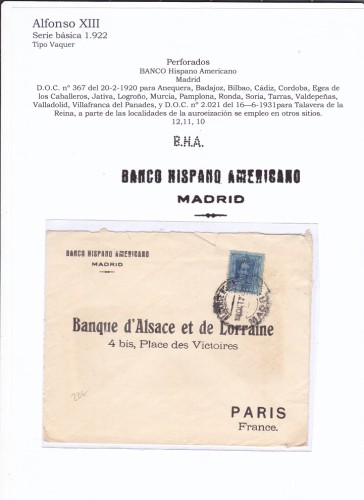 Alfonso XIII
Serie básica 1.922
Tipo Vaquer
Perforados
BANCO Hispano Americano
Madrid
D.O.C. nº 367 del 20-2-1920 para Anequera, Badajoz, Bilbao, Cádiz, Cordoba, Egea de
los Caballeros, Jativa, Logroño, Murcia, Pamplona, Ronda, Soria, Tarras, Valdepeñas,
Valladolid, Villafranca del Panades, y D.O.C. nº 2.021 del 16—6-1931para Talavera de la
Reina, a parte de las localidades de la auroeización se empleo en otros sitios.
12,11, 10
B.H.A.
BANCO HISPANO AMERICANO
MADRID
BANCO HISPANO AMERICANO
MADRID
Banque d'Alsace et de Lorraine
4 bis, Place des Victoires
PARIS
France.